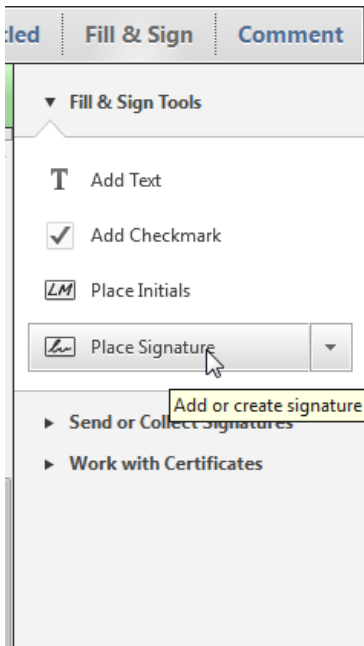 led Fill & Sign Comment
Fill & Sign Tools
T Add Text
Add Checkmark
LM Place Initials
Place Signature
Add or create signature
Send or Collect Signatures
Work with Certificates